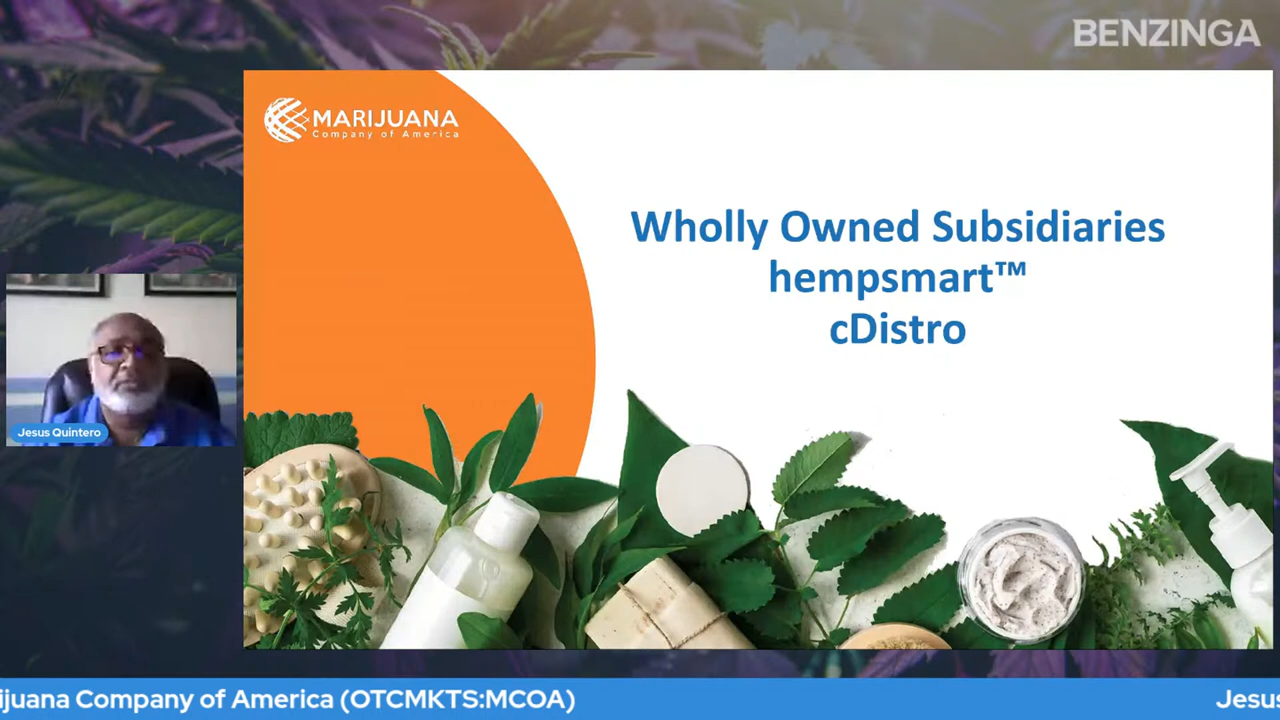 BENZINGA
MARIJUANA
Company of America
Wholly Owned Subsidiaries
hempsmart™
cDistro
Jesus Quintero
ijuana Company of America (OTCMKTS:MCOA)
Jesus